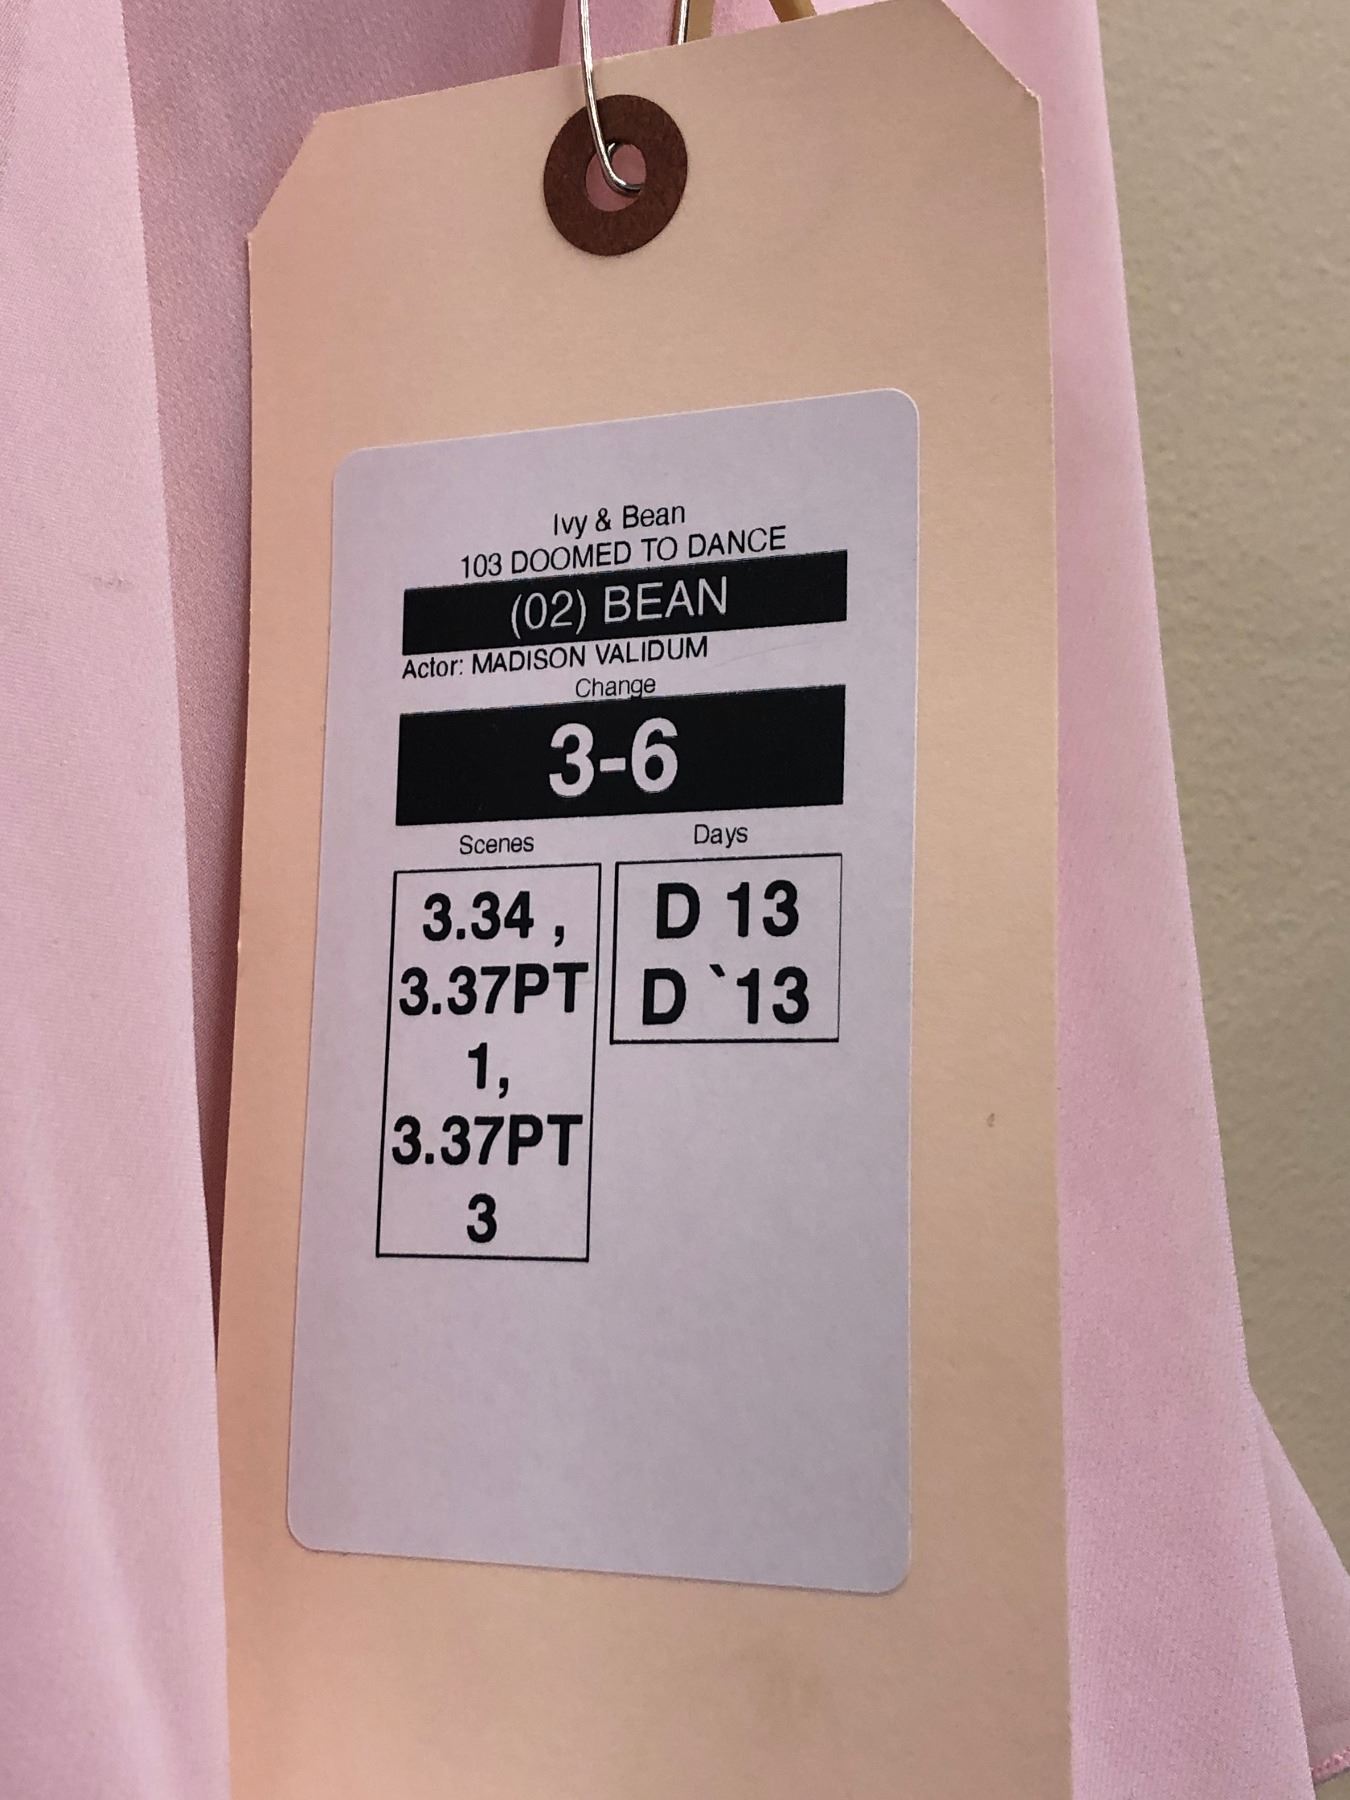 Ivy & Bean
103 DOOMED TO DANCE
(02) BEAN
Actor: MADISON VALIDUM
Change
3-6
Scenes
3.34 ,
3.37PT
1,
3.37PT
3
Days
D 13
D `13